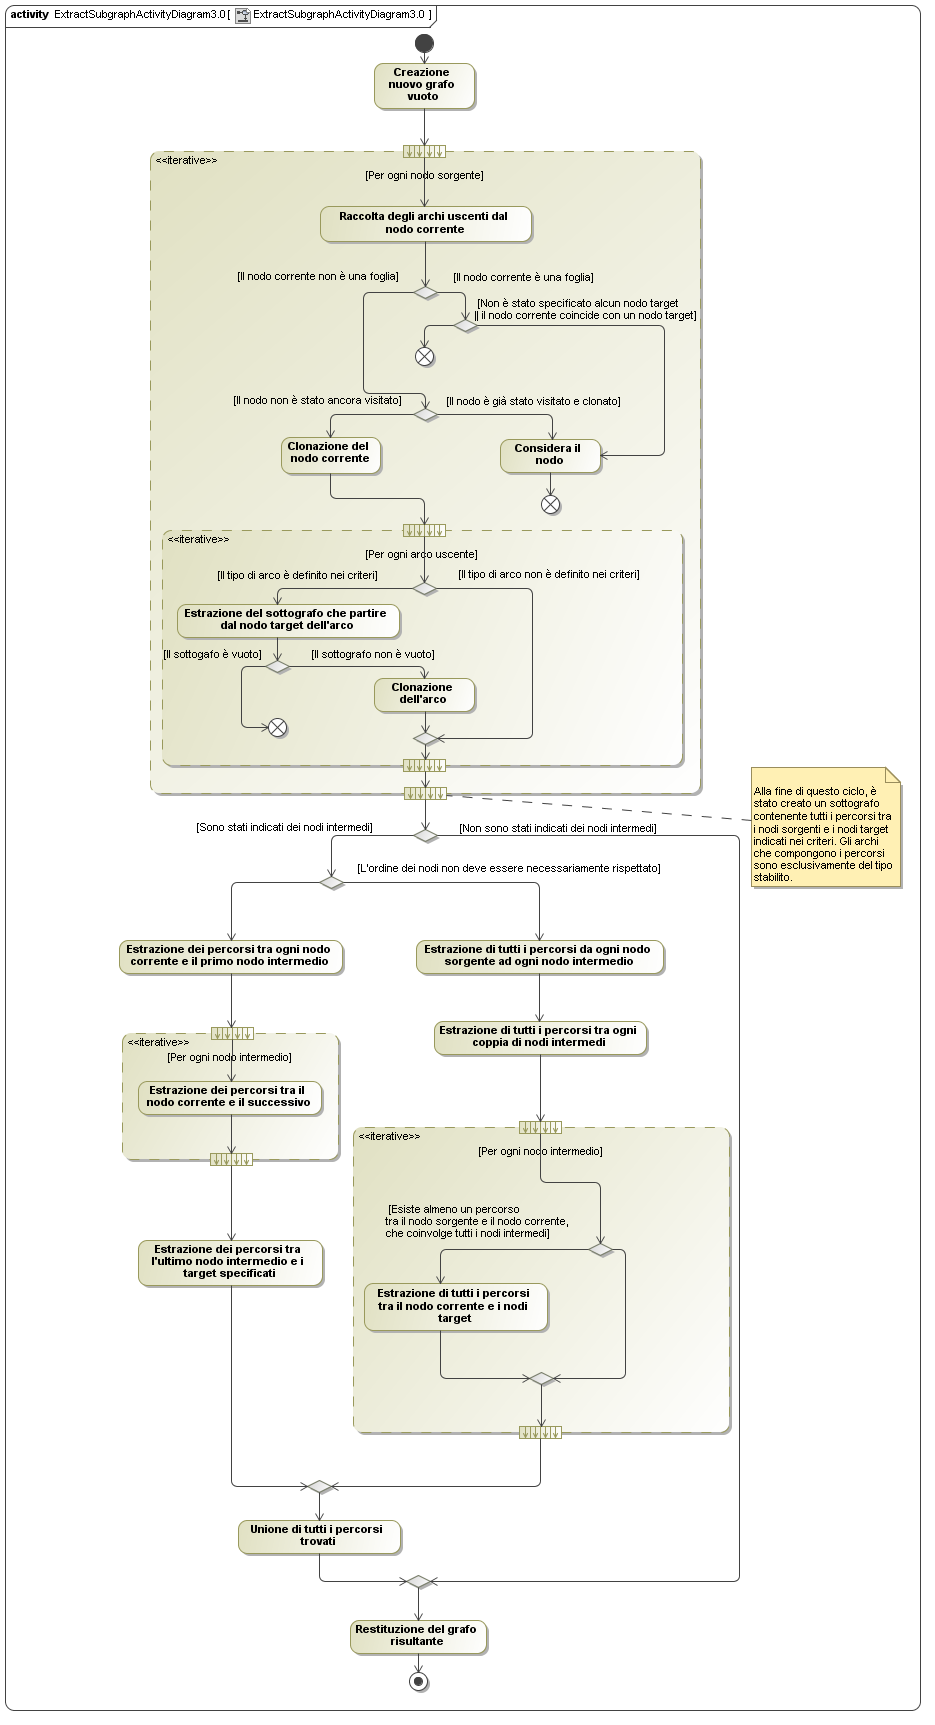 activity ExtractSubgraphActivityDiagram3.0[ ExtractSubgraphActivityDiagram3.0 ]
Creazione
nuovo grafo
vuoto
<<iterative>>
[Per ogni nodo sorgente]
Raccolta degli archi uscenti dal
nodo corrente
[Il nodo corrente non è una foglia]
[Il nodo corrente è una foglia]
[Non è stato specificato alcun nodo target
|| il nodo corrente coincide con un nodo target]
[Il nodo non è stato ancora visitato]
[Il nodo è già stato visitato e clonato]
Clonazione del
nodo corrente
Considera il
nodo
<<iterative>>
[Per ogni arco uscente]
[Il tipo di arco è definito nei criteri]
[Il tipo di arco non è definito nei criteri]
Estrazione del sottografo che partire
dal nodo target dell'arco
[Il sottogafo è vuoto]
[Il sottografo non è vuoto]
Clonazione
dell'arco
Alla fine di questo ciclo, è
stato creato un sottografo
contenente tutti i percorsi tra
i nodi sorgenti e i nodi target
indicati nei criteri. Gli archi
che compongono i percorsi
sono esclusivamente del tipo
stabilito.
[Sono stati indicati dei nodi intermedi]
[Non sono stati indicati dei nodi intermedi]
[L'ordine dei nodi non deve essere necessariamente rispettato]
Estrazione dei percorsi tra ogni nodo
corrente e il primo nodo intermedio
Estrazione di tutti i percorsi da ogni nodo
sorgente ad ogni nodo intermedio
Estrazione di tutti i percorsi tra ogni
coppia di nodi intermedi
<<iterative>>
[Per ogni nodo intermedio]
Estrazione dei percorsi tra il
nodo corrente e il successivo
<<iterative>>
[Per ogni nodo intermedio]
[Esiste almeno un percorso
tra il nodo sorgente e il nodo corrente,
che coinvolge tutti i nodi intermedi]
Estrazione dei percorsi tra
l'ultimo nodo intermedio e i
target specificati
Estrazione di tutti i percorsi
tra il nodo corrente e i nodi
target
Unione di tutti i percorsi
trovati
Restituzione del grafo
risultante